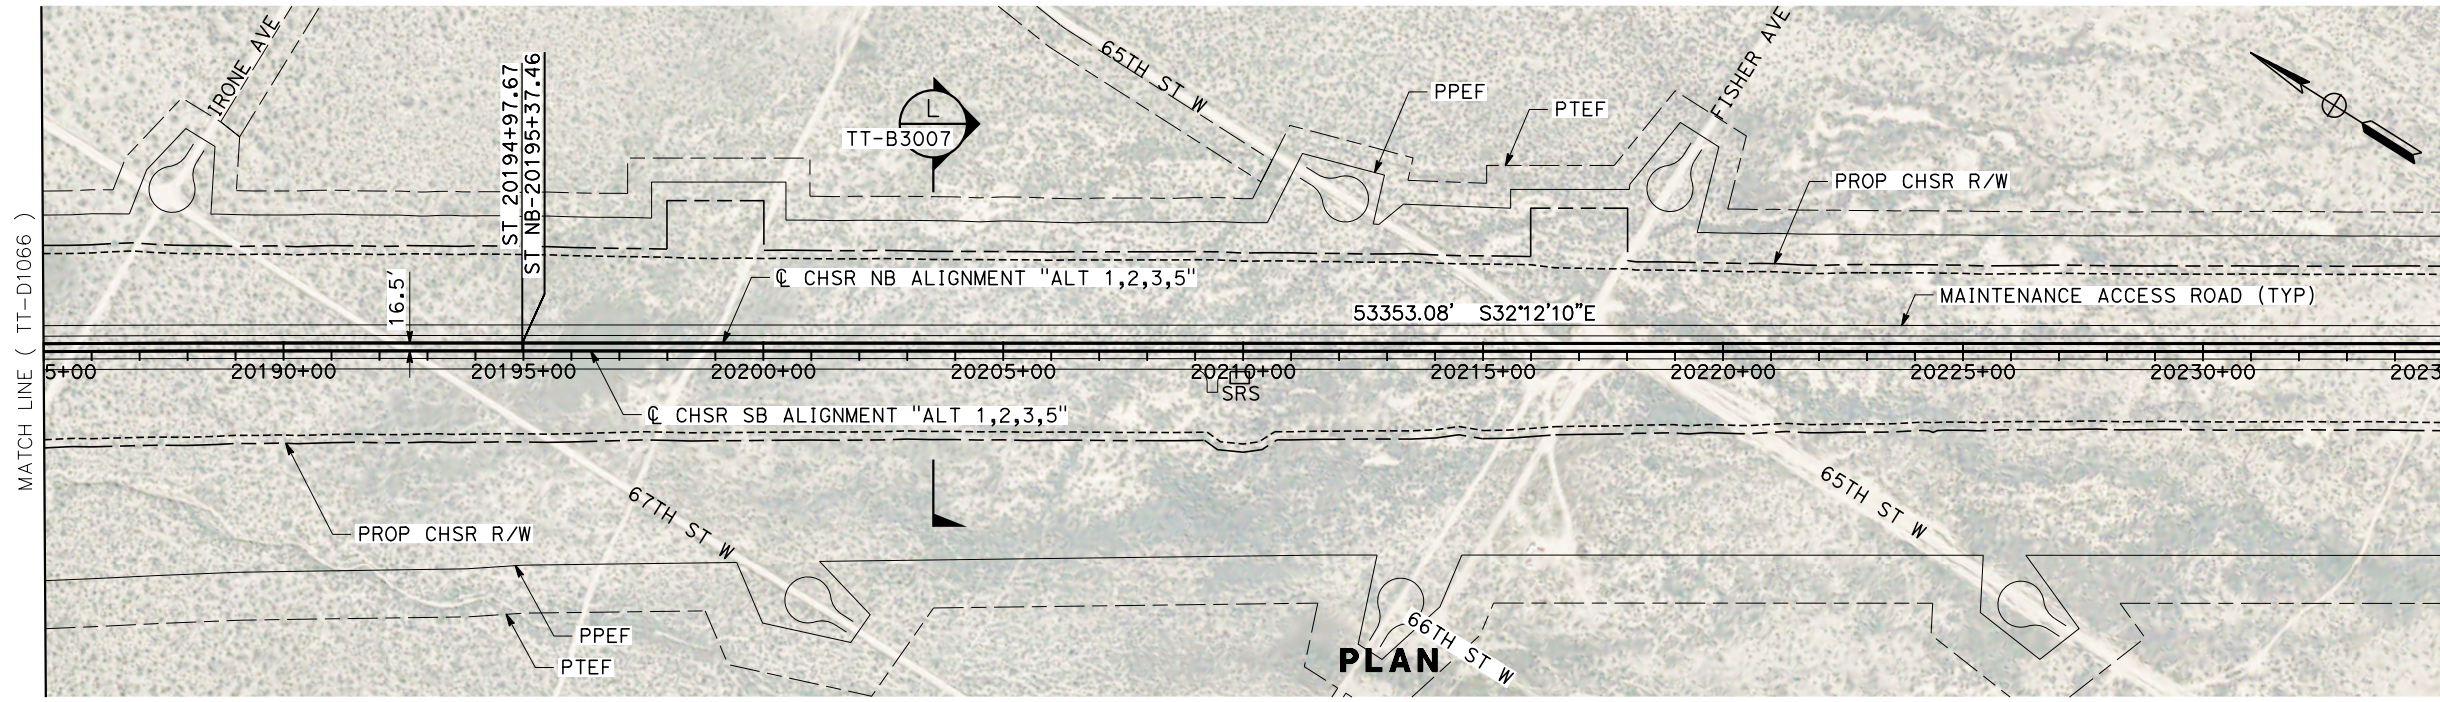 IRONE AVE
65TH ST W
FISHER AVE
ST 20194+97.67
ST NB-20195+37.46
L
TT-B3007
PPEF
PTEF
PROP CHSR R/W
MATCH LINE ( TT-D1066 )
16.5'
℄ CHSR NB ALIGNMENT "ALT 1,2,3,5"
53353.08' S32°12'10"E
MAINTENANCE ACCESS ROAD (TYP)
5+00 20190+00 20195+00 20200+00 20205+00 20210+00 20215+00 20220+00 20225+00 20230+00 2023
SRS
℄ CHSR SB ALIGNMENT "ALT 1,2,3,5"
67TH ST W
65TH ST W
PROP CHSR R/W
PPEF
PTEF
66TH ST W
PLAN